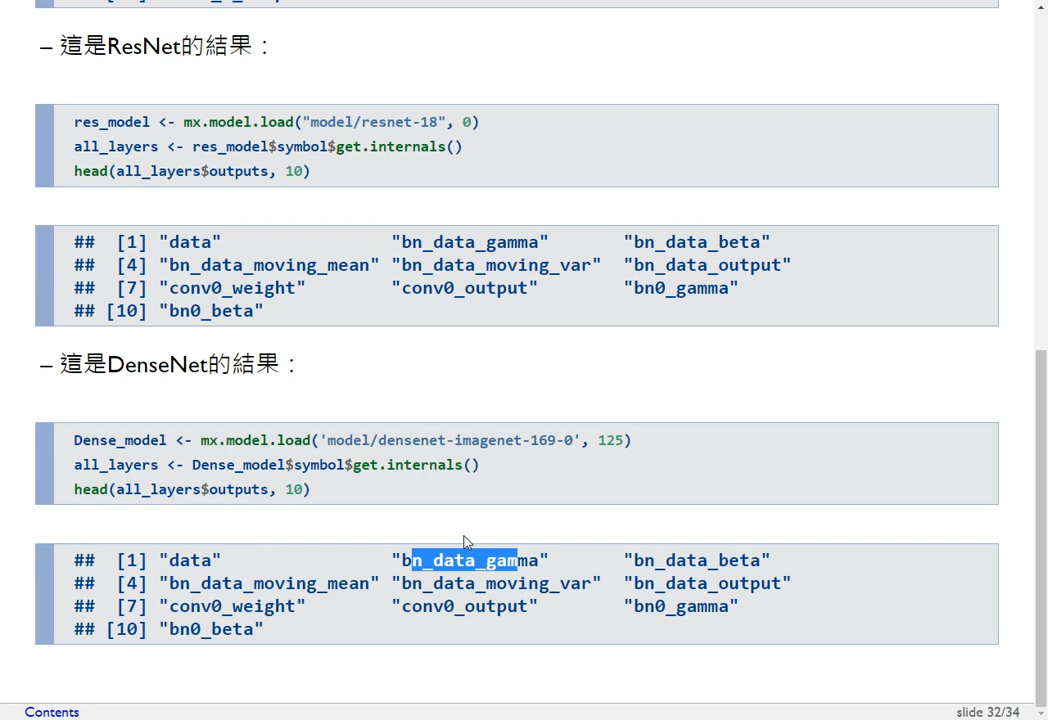 – 這是ResNet的結果：
res_model <- mx.model.load("model/resnet-18", 0)
all_layers <- res_model$symbol$get.internals()
head(all_layers$outputs, 10)
##  [1] "data"                "bn_data_gamma"       "bn_data_beta"
##  [4] "bn_data_moving_mean" "bn_data_moving_var"  "bn_data_output"
##  [7] "conv0_weight"        "conv0_output"        "bn0_gamma"
## [10] "bn0_beta"
– 這是DenseNet的結果：
Dense_model <- mx.model.load('model/densenet-imagenet-169-0', 125)
all_layers <- Dense_model$symbol$get.internals()
head(all_layers$outputs, 10)
##  [1] "data"                "bn_data_gamma"       "bn_data_beta"
##  [4] "bn_data_moving_mean" "bn_data_moving_var"  "bn_data_output"
##  [7] "conv0_weight"        "conv0_output"        "bn0_gamma"
## [10] "bn0_beta"
Contents slide 32/34